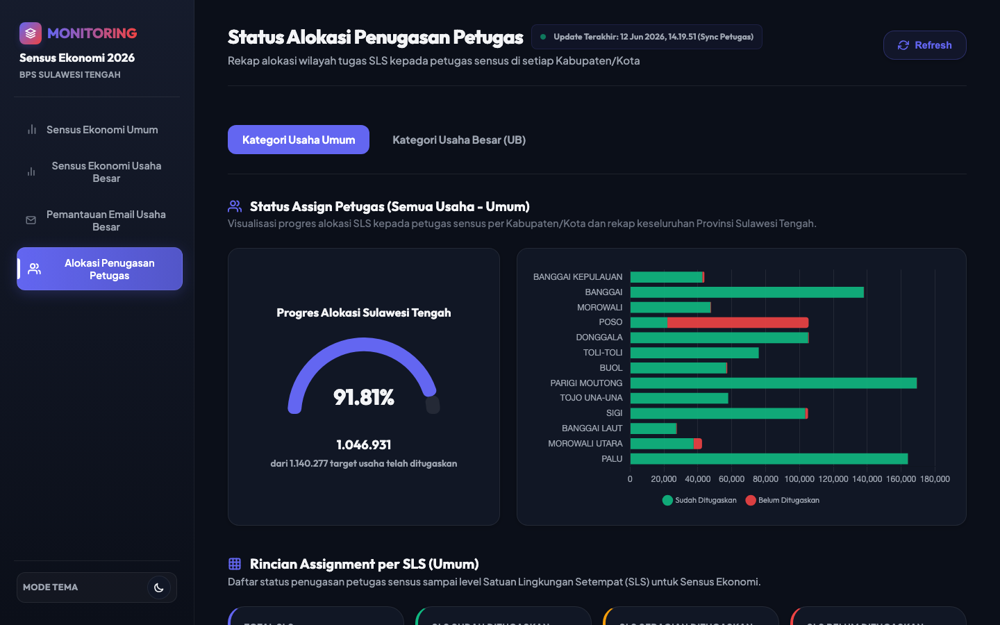 MONITORING
Sensus Ekonomi 2026
BPS SULAWESI TENGAH
Sensus Ekonomi Umum
Sensus Ekonomi Usaha
Besar
Pemantauan Email Usaha
Besar
Alokasi Penugasan
Petugas
MODE TEMA
Status Alokasi Penugasan Petugas
Update Terakhir: 12 Jun 2026, 14.19.51 (Sync Petugas)
Rekap alokasi wilayah tugas SLS kepada petugas sensus di setiap Kabupaten/Kota
Refresh
Kategori Usaha Umum
Kategori Usaha Besar (UB)
Status Assign Petugas (Semua Usaha - Umum)
Visualisasi progres alokasi SLS kepada petugas sensus per Kabupaten/Kota dan rekap keseluruhan Provinsi Sulawesi Tengah.
Progres Alokasi Sulawesi Tengah
91.81%
1.046.931
dari 1.140.277 target usaha telah ditugaskan
BANGGAI KEPULAUAN
BANGGAI
MOROWALI
POSO
DONGGALA
TOLI-TOLI
BUOL
PARIGI MOUTONG
TOJO UNA-UNA
SIGI
BANGGAI LAUT
MOROWALI UTARA
PALU
0 20,000 40,000 60,000 80,000 100,000 120,000 140,000 160,000 180,000
Sudah Ditugaskan Belum Ditugaskan
Rincian Assignment per SLS (Umum)
Daftar status penugasan petugas sensus sampai level Satuan Lingkungan Setempat (SLS) untuk Sensus Ekonomi.